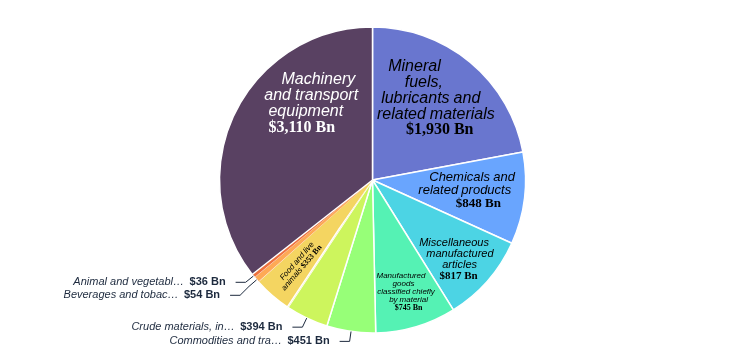 Machinery
and transport
equipment
$3,110 Bn
Mineral
fuels,
lubricants and
related materials
$1,930 Bn
Chemicals and
related products
$848 Bn
Miscellaneous
manufactured
articles
$817 Bn
Manufactured
goods
classified chiefly
by material
$745 Bn
Food and live
animals $353 Bn
Animal and vegetabl… $36 Bn
Beverages and tobac… $54 Bn
Crude materials, in… $394 Bn
Commodities and tra… $451 Bn